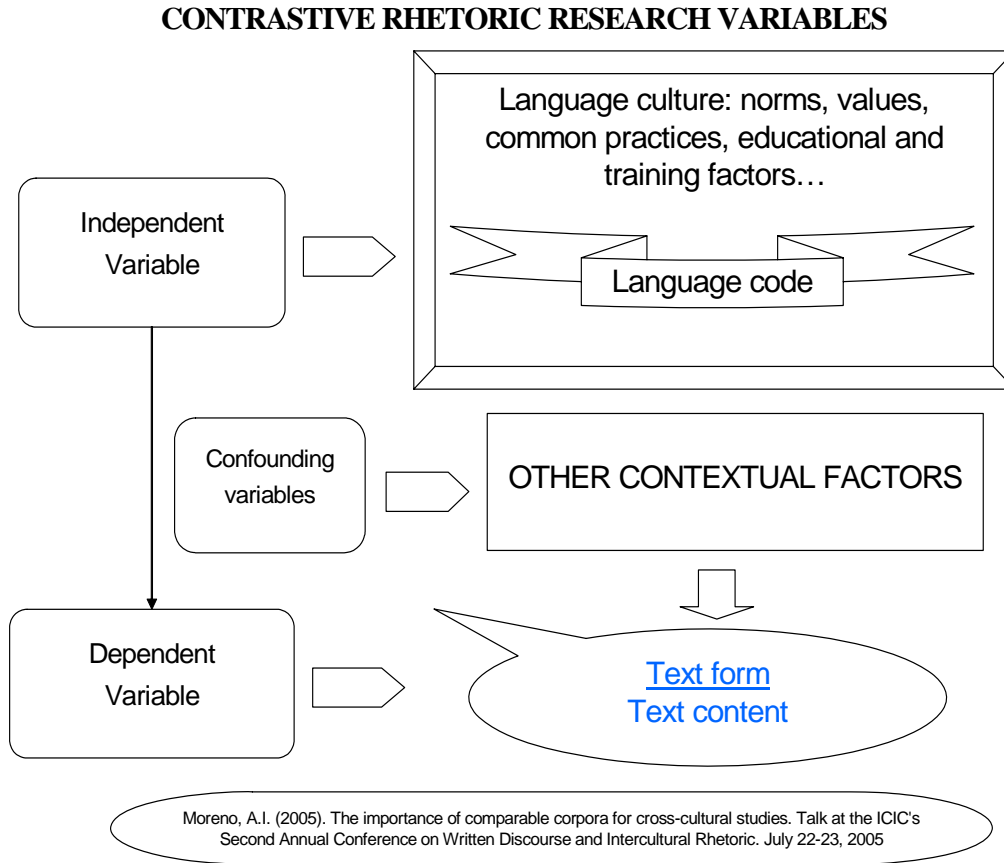 CONTRASTIVE RHETORIC RESEARCH VARIABLES
Language culture: norms, values,
common practices, educational and
training factors…
Independent
Variable
Language code
Confounding
variables
OTHER CONTEXTUAL FACTORS
Dependent
Variable
Text form
Text content
Moreno, A.I. (2005). The importance of comparable corpora for cross-cultural studies. Talk at the ICIC's
Second Annual Conference on Written Discourse and Intercultural Rhetoric. July 22-23, 2005